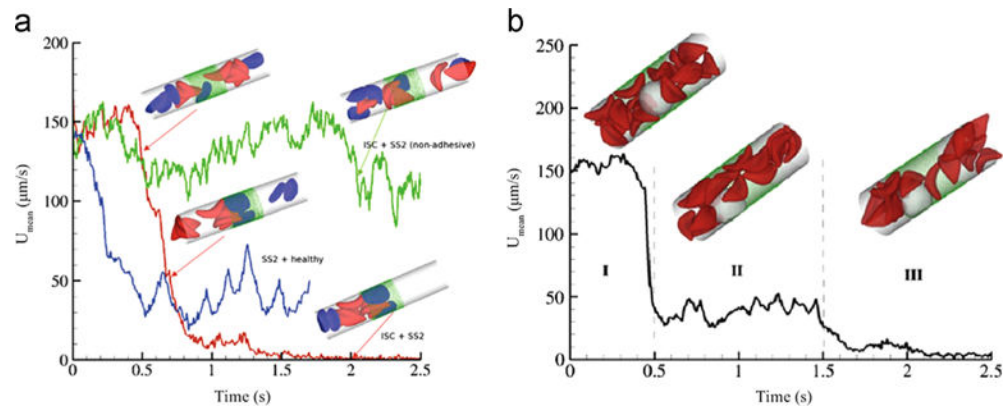 a
200
150
100
50
0
U mean (μm/s)
0
0.5
1
1.5
2
2.5
Time (s)
ISC + SS2 (non-adhesive)
SS2 + healthy
ISC + SS2
b
250
200
150
100
50
0
U mean (μm/s)
I
II
III
0
0.5
1
1.5
2
2.5
Time (s)